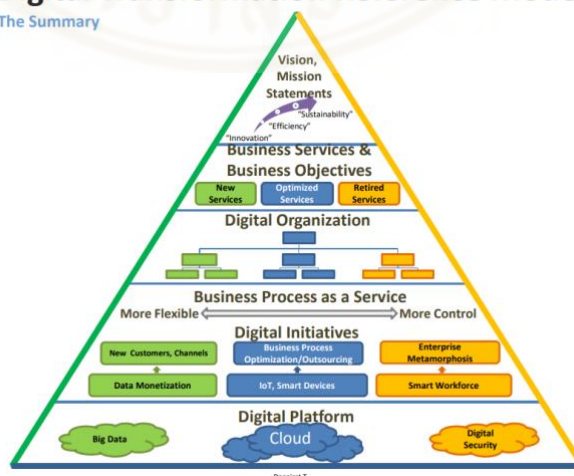 The Summary
Vision,
Mission
Statements
"Sustainability"
"Efficiency"
"Innovation"
Business Services &
Business Objectives
New
Services
Optimized
Services
Retired
Services
Digital Organization
Business Process as a Service
More Flexible
More Control
Digital Initiatives
New Customers, Channels
Business Process
Optimization/Outsourcing
Enterprise
Metamorphosis
Data Monetization
IoT, Smart Devices
Smart Workforce
Digital Platform
Big Data
Cloud
Digital
Security